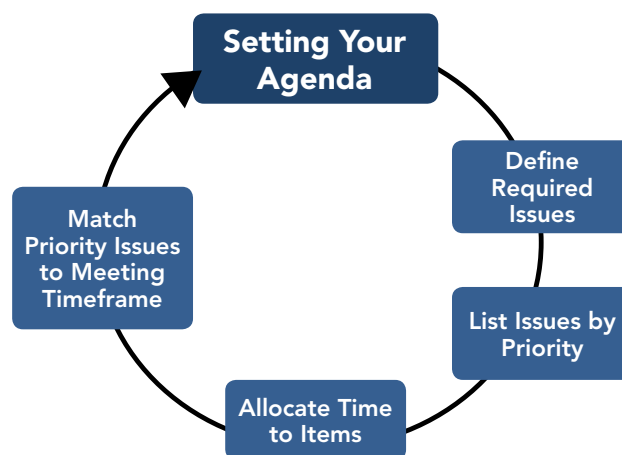 Setting Your
Agenda
Define
Required
Issues
List Issues by
Priority
Allocate Time
to Items
Match
Priority Issues
to Meeting
Timeframe